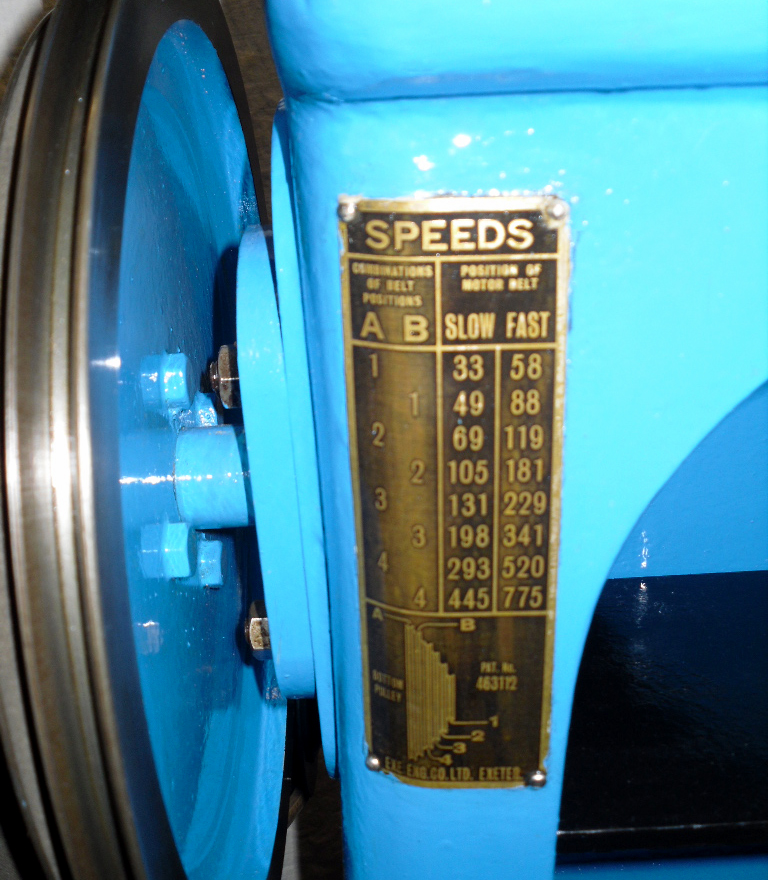 SPEEDS
COMBINATIONS OF BELT POSITIONS
POSITION OF MOTOR BELT
A B SLOW FAST
1 33 58
1 49 88
2 69 119
2 105 181
3 131 229
3 198 341
4 293 520
4 445 775
A B
BOTTOM PULLEY
PAT. No. 463112
1
2
3
4
EXE ENG. CO. LTD. EXETER.